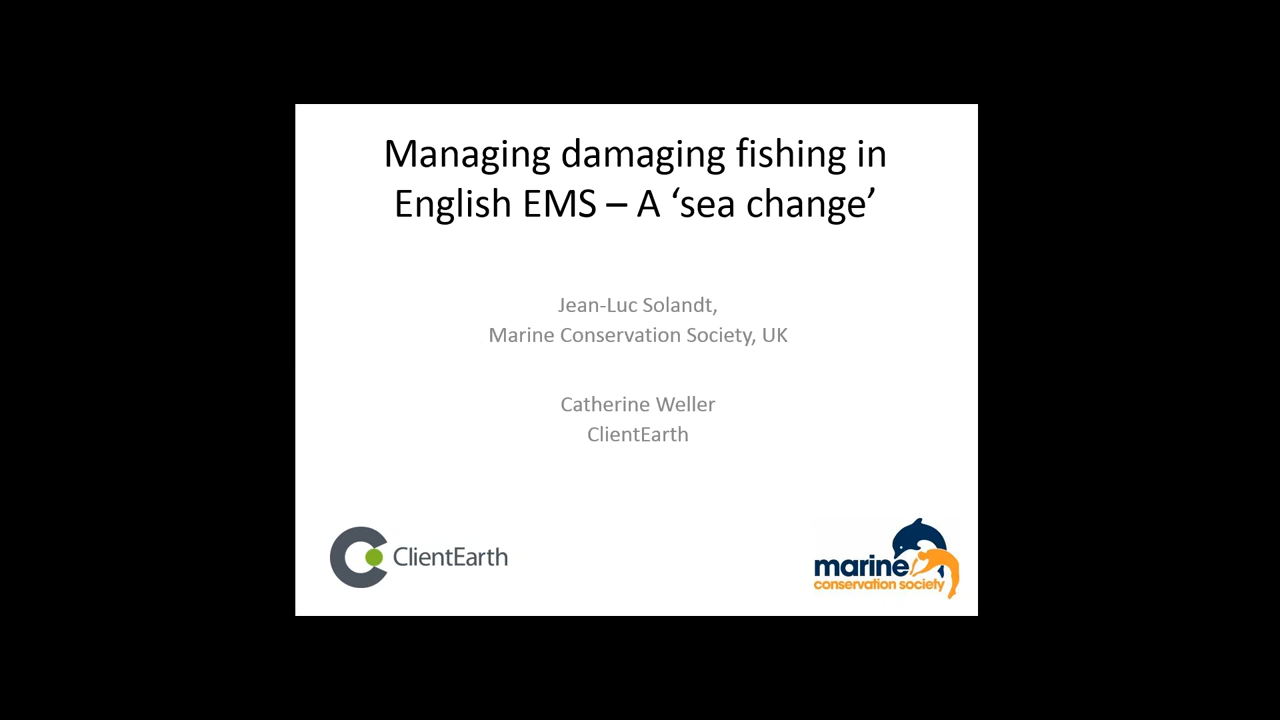 Managing damaging fishing in
English EMS – A ‘sea change’
Jean-Luc Solandt,
Marine Conservation Society, UK
Catherine Weller
ClientEarth
ClientEarth
marine
conservation society